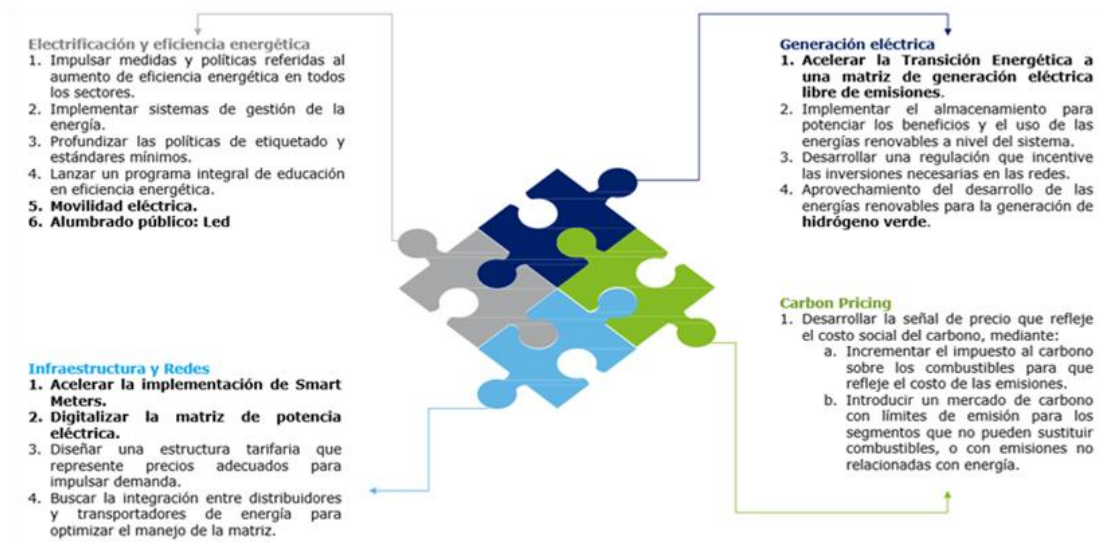 Electrificación y eficiencia energética
1. Impulsar medidas y políticas referidas al
aumento de eficiencia energética en todos
los sectores.
2. Implementar sistemas de gestión de la
energía.
3. Profundizar las políticas de etiquetado y
estándares mínimos.
4. Lanzar un programa integral de educación
en eficiencia energética.
5. Movilidad eléctrica.
6. Alumbrado público: Led
Generación eléctrica
1. Acelerar la Transición Energética a
una matriz de generación eléctrica
libre de emisiones.
2. Implementar el almacenamiento para
potenciar los beneficios y el uso de las
energías renovables a nivel del sistema.
3. Desarrollar una regulación que incentive
las inversiones necesarias en las redes.
4. Aprovechamiento del desarrollo de las
energías renovables para la generación de
hidrógeno verde.
Infraestructura y Redes
1. Acelerar la implementación de Smart
Meters.
2. Digitalizar la matriz de potencia
eléctrica.
3. Diseñar una estructura tarifaria que
represente precios adecuados para
impulsar demanda.
4. Buscar la integración entre distribuidores
y transportadores de energía para
optimizar el manejo de la matriz.
Carbon Pricing
1. Desarrollar la señal de precio que refleje
el costo social del carbono, mediante:
a. Incrementar el impuesto al carbono
sobre los combustibles para que
refleje el costo de las emisiones.
b. Introducir un mercado de carbono
con límites de emisión para los
segmentos que no pueden sustituir
combustibles, o con emisiones no
relacionadas con energía.